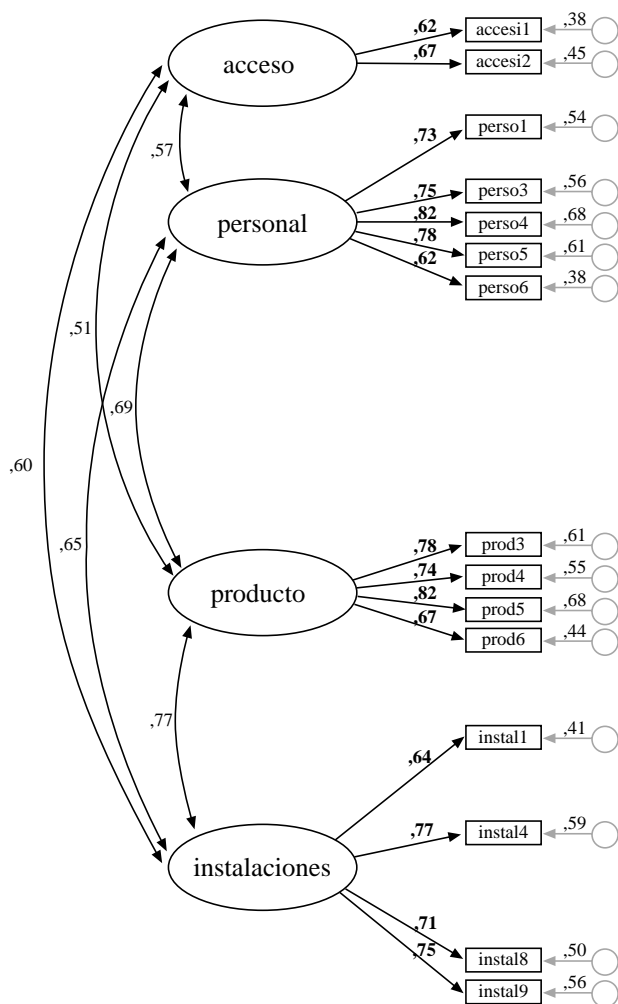 ,62 accesi1 ,38
acceso
,67 accesi2 ,45
,57
,73 perso1 ,54
,75 perso3 ,56
personal
,82 perso4 ,68
,78 perso5 ,61
,62 perso6 ,38
,51
,69
,60
,65
,78 prod3 ,61
,74 prod4 ,55
producto
,82 prod5 ,68
,67 prod6 ,44
,77
,64 instal1 ,41
,77 instal4 ,59
instalaciones
,71 instal8 ,50
,75 instal9 ,56